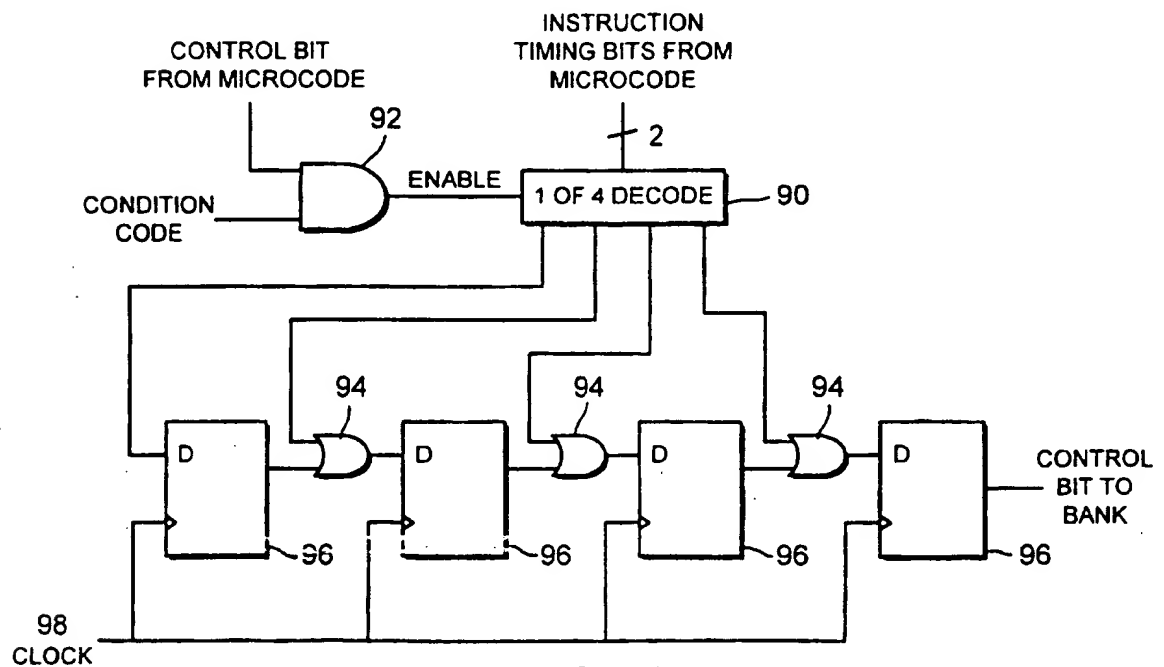 INSTRUCTION
TIMING BITS FROM
MICROCODE
CONTROL BIT
FROM MICROCODE
92
2
ENABLE
1 OF 4 DECODE
90
CONDITION
CODE
94
94
94
D
D
D
D
CONTROL
BIT TO
BANK
96
96
96
96
98
CLOCK